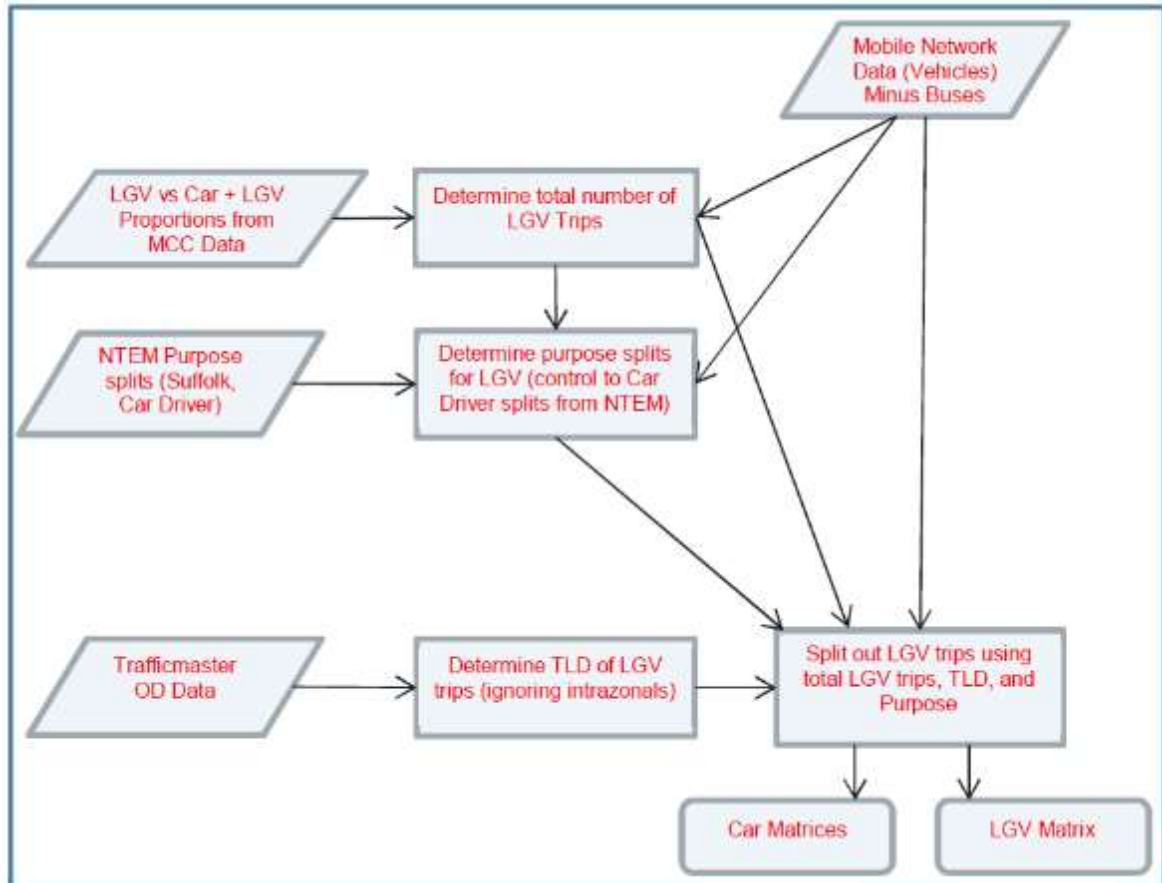 Mobile Network
Data (Vehicles)
Minus Buses
LGV vs Car + LGV
Proportions from
MCC Data
Determine total number of
LGV Trips
NTEM Purpose
splits (Suffolk,
Car Driver)
Determine purpose splits
for LGV (control to Car
Driver splits from NTEM)
Trafficmaster
OD Data
Determine TLD of LGV
trips (ignoring intrazonals)
Split out LGV trips using
total LGV trips, TLD, and
Purpose
Car Matrices
LGV Matrix